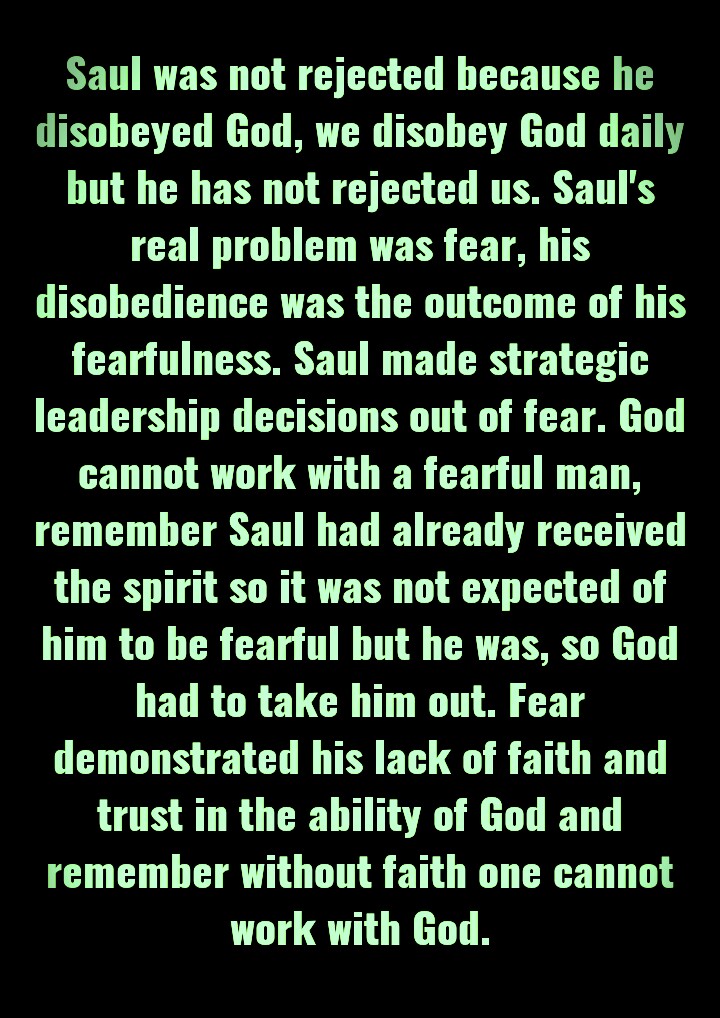 Saul was not rejected because he
disobeyed God, we disobey God daily
but he has not rejected us. Saul's
real problem was fear, his
disobedience was the outcome of his
fearfulness. Saul made strategic
leadership decisions out of fear. God
cannot work with a fearful man,
remember Saul had already received
the spirit so it was not expected of
him to be fearful but he was, so God
had to take him out. Fear
demonstrated his lack of faith and
trust in the ability of God and
remember without faith one cannot
work with God.